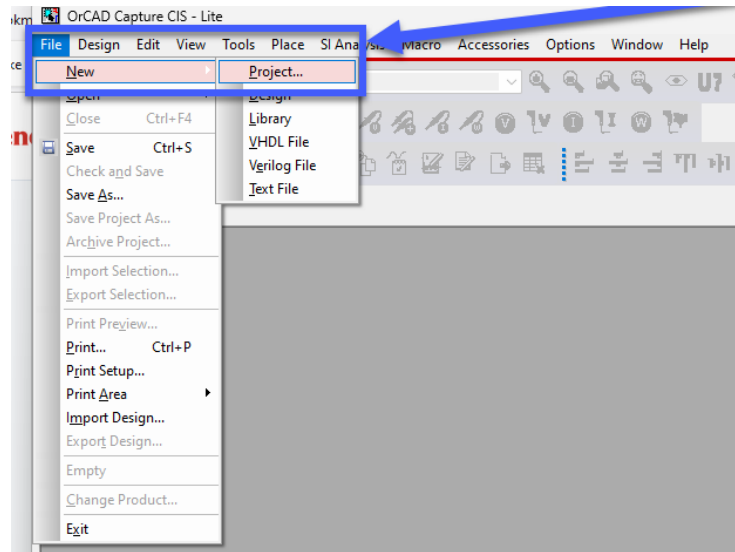 OrCAD Capture CIS - Lite
File Design Edit View Tools Place SI Analysis Macro Accessories Options Window Help
New
Project...
Open
Design
Close Ctrl+F4
Library
Save Ctrl+S
VHDL File
Check and Save
Verilog File
Save As...
Text File
Save Project As...
Archive Project...
Import Selection...
Export Selection...
Print Preview...
Print... Ctrl+P
Print Setup...
Print Area
Import Design...
Export Design...
Empty
Change Product...
Exit
U?
V
I
W